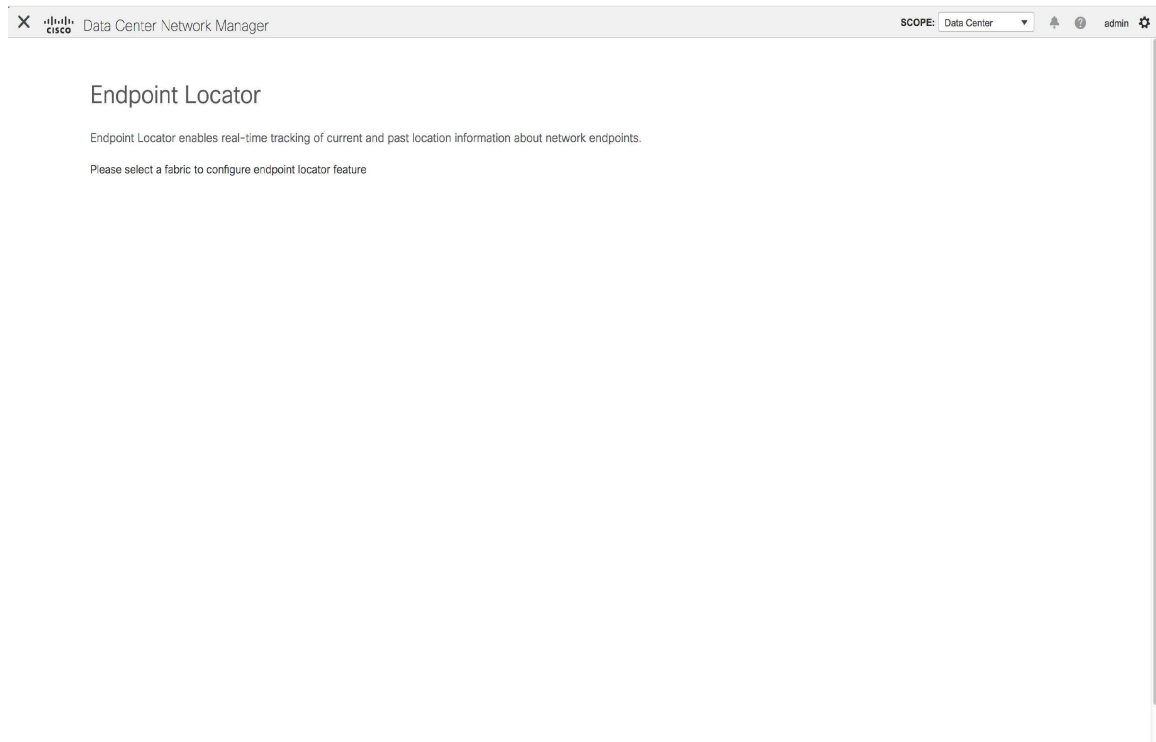 CISCO Data Center Network Manager SCOPE: Data Center admin
Endpoint Locator
Endpoint Locator enables real-time tracking of current and past location information about network endpoints.
Please select a fabric to configure endpoint locator feature